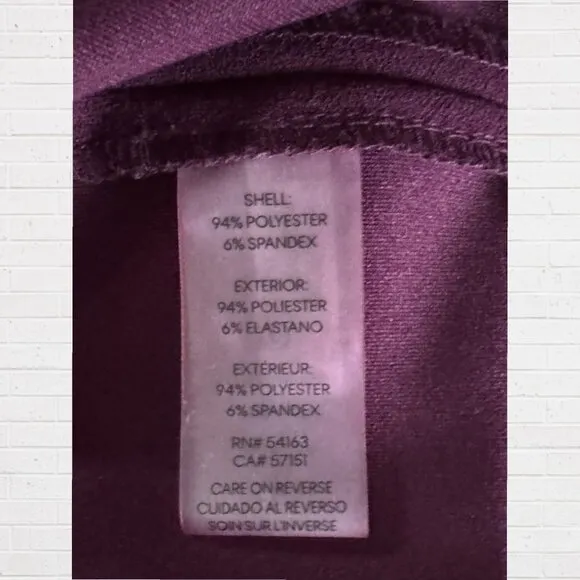 SHELL:
94% POLYESTER
6% SPANDEX
EXTERIOR:
94% POLIESTER
6% ELASTANO
EXTÉRIEUR:
94% POLYESTER
6% SPANDEX
RN# 54163
CA# 57151
CARE ON REVERSE
CUIDADO AL REVERSO
SOIN SUR L'INVERSE